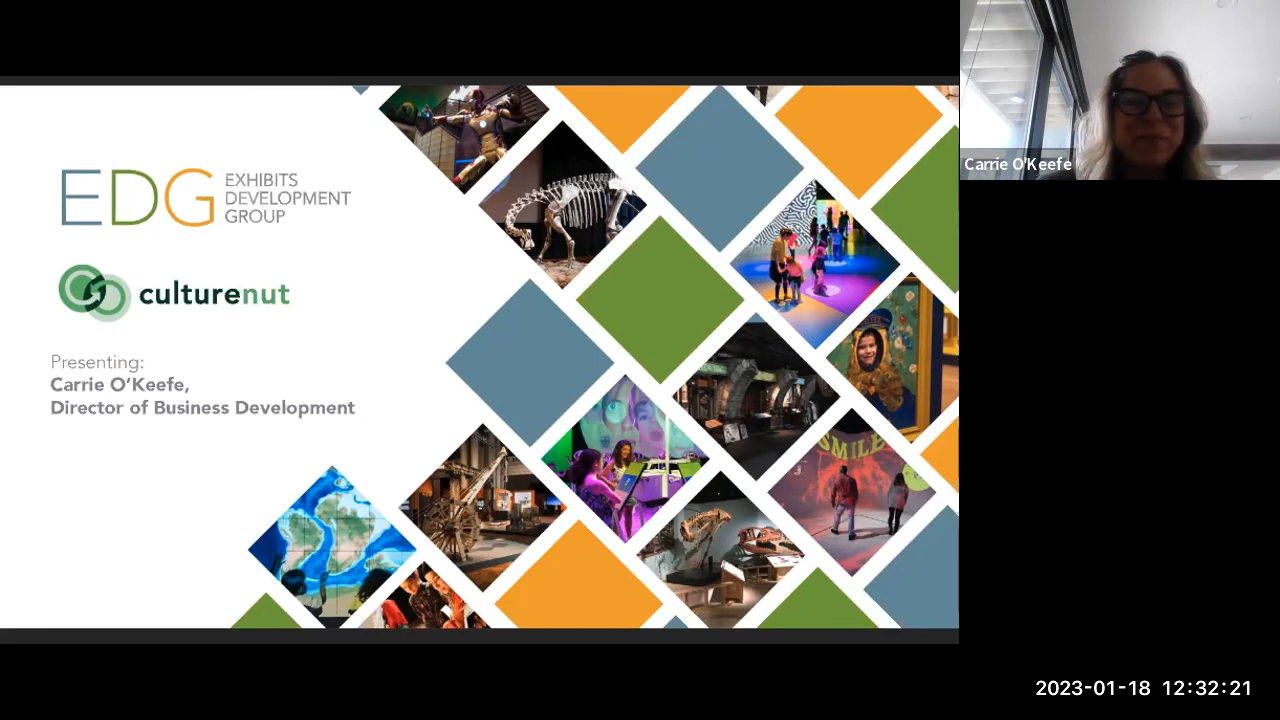 EDG
EXHIBITS
DEVELOPMENT
GROUP
culturenut
Presenting:
Carrie O'Keefe,
Director of Business Development
SMILE
Carrie O'Keefe
2023-01-18 12:32:21